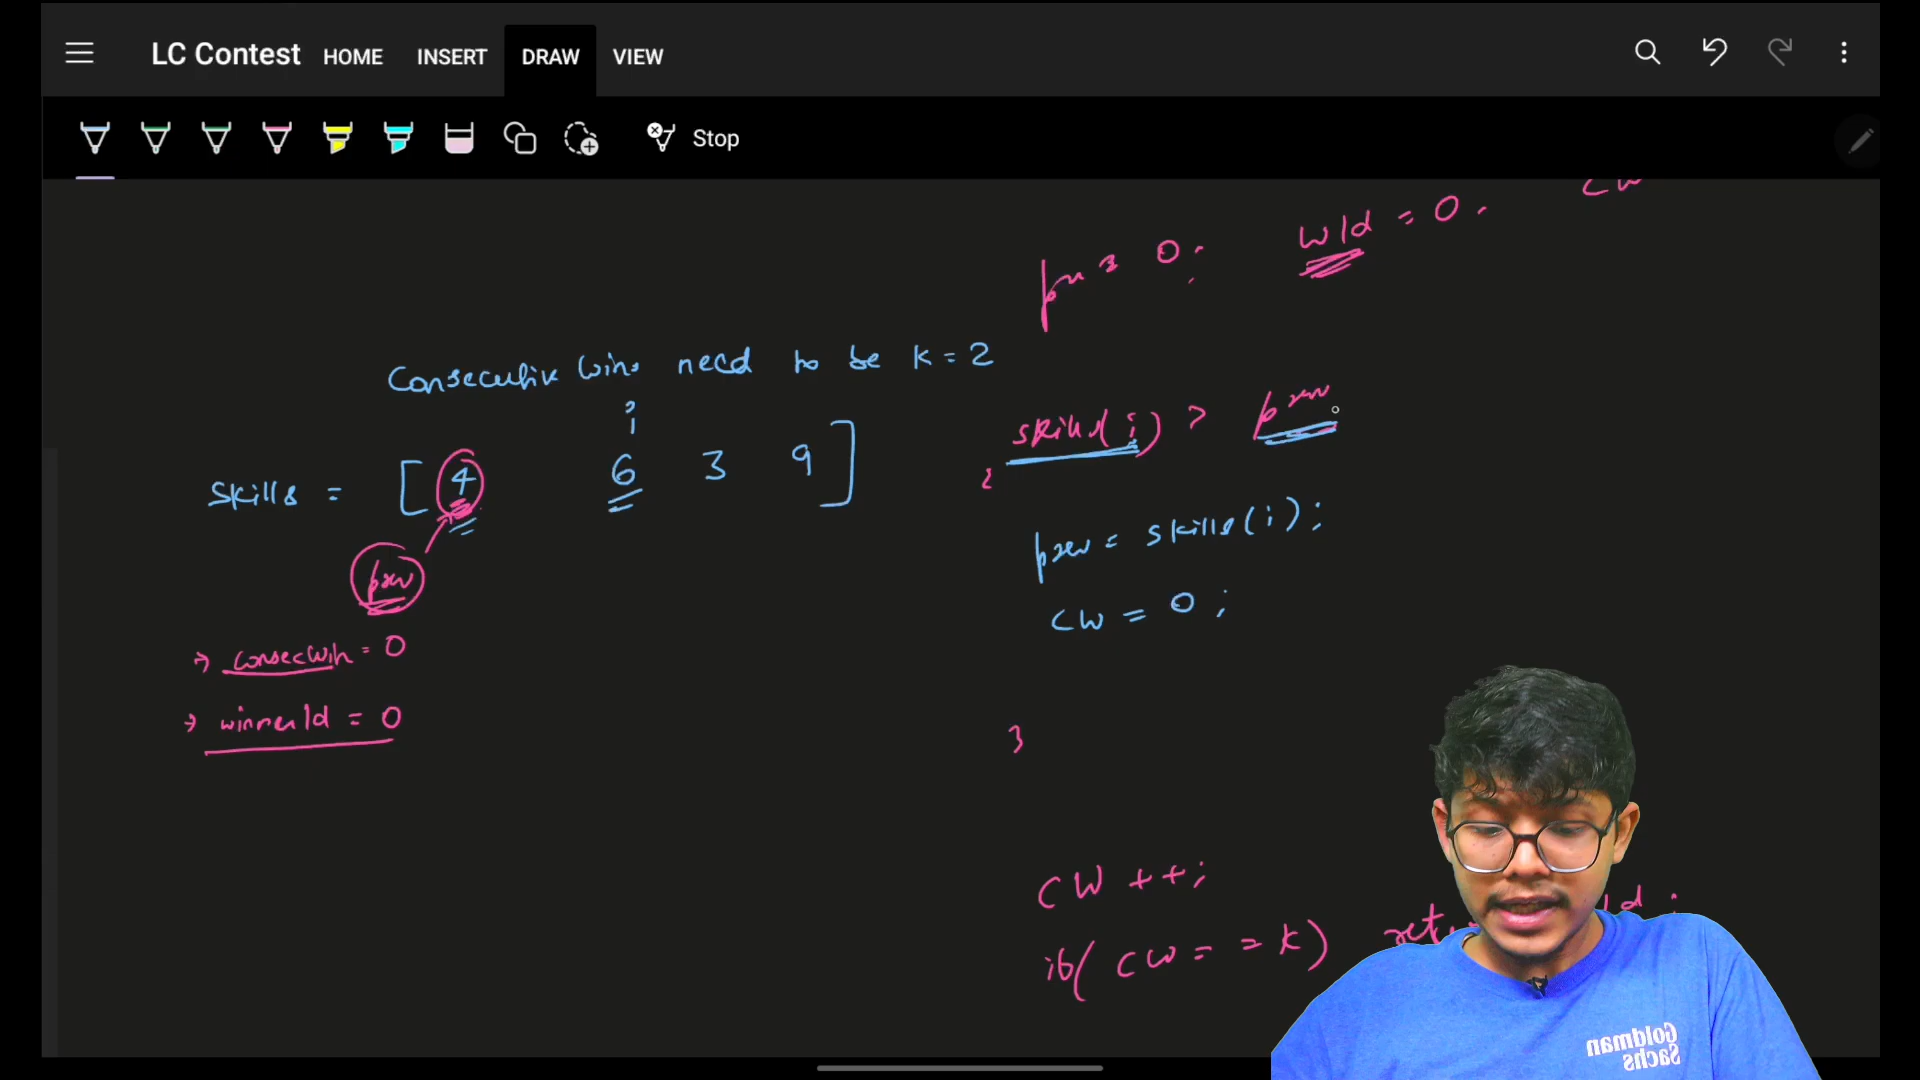 LC Contest HOME INSERT DRAW VIEW
Stop
prev = 0; wId = 0. CW
Consecutive wins need to be k = 2
i
skills = [ 4 6 3 9 ]
skills(i) > prev
{
prev
prev = skills(i);
cw = 0;
→ consecWin = 0
→ winnerId = 0
}
CW ++;
if( cw == k)
Goldman
Sachs